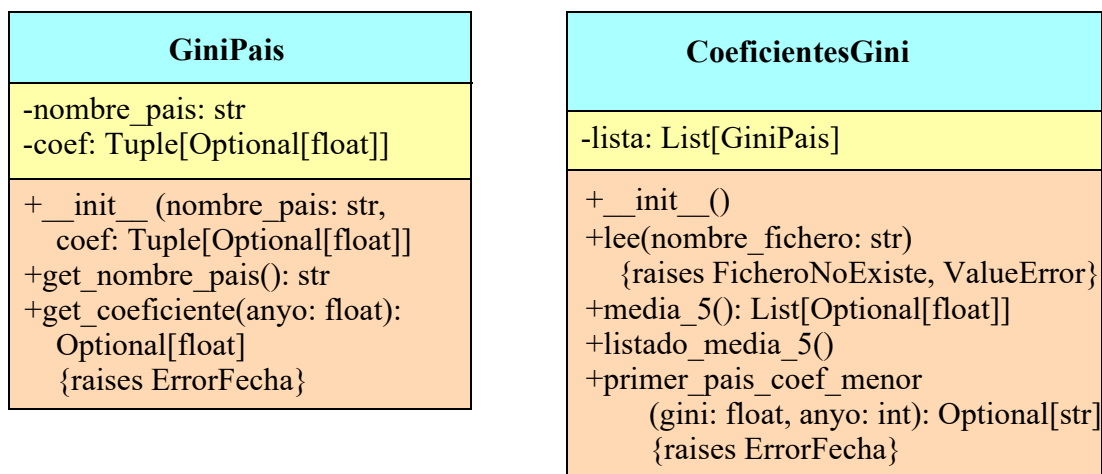 GiniPais
-nombre_pais: str
-coef: Tuple[Optional[float]]
+__init__ (nombre_pais: str,
coef: Tuple[Optional[float]]
+get_nombre_pais(): str
+get_coeficiente(anyo: float):
Optional[float]
{raises ErrorFecha}
CoeficientesGini
-lista: List[GiniPais]
+__init__()
+lee(nombre_fichero: str)
{raises FicheroNoExiste, ValueError}
+media_5(): List[Optional[float]]
+listado_media_5()
+primer_pais_coef_menor
(gini: float, anyo: int): Optional[str]
{raises ErrorFecha}